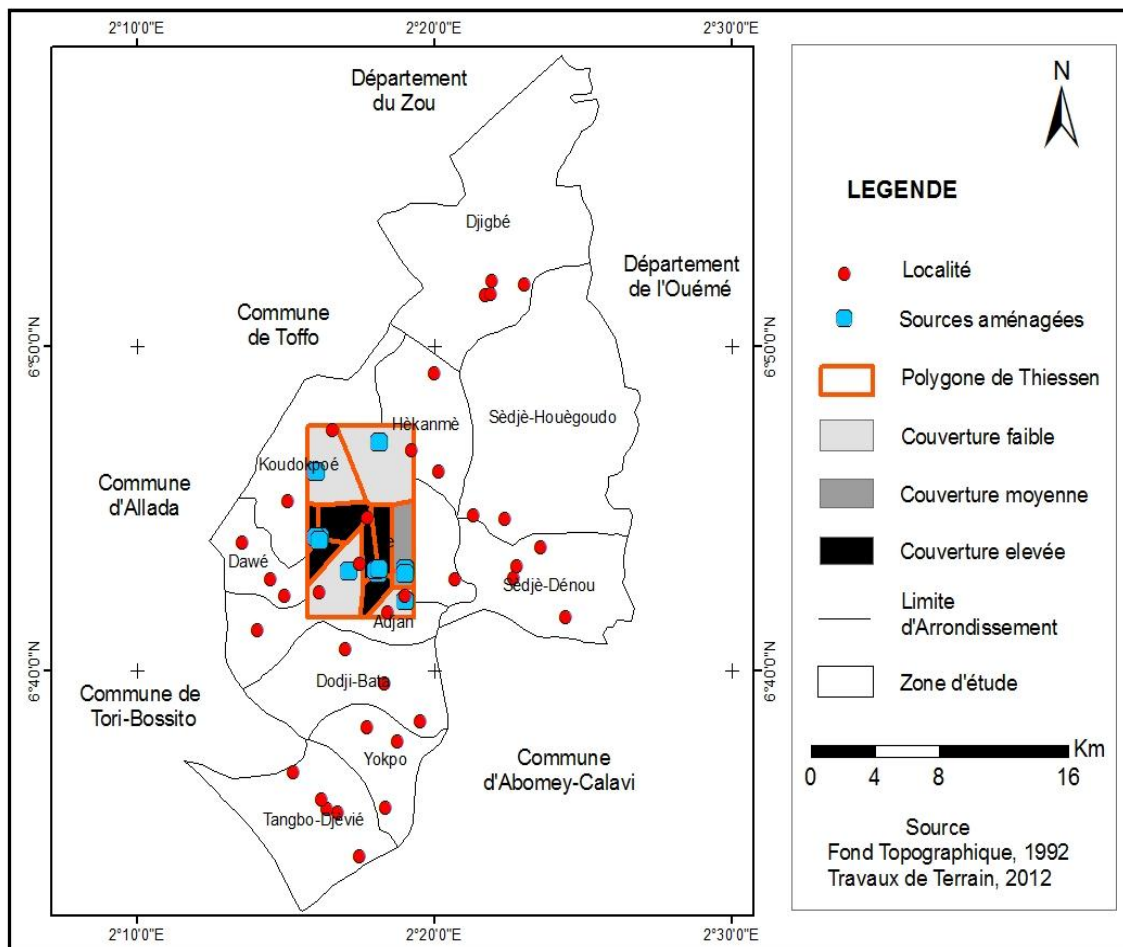 2°10'0"E
2°20'0"E
2°30'0"E
Département
du Zou
Djigbé
Département
de l'Ouémé
Commune
de Toffo
6°50'0"N
6°50'0"N
Hèkanmè
Sèdjè-Houègoudo
Koudokpoé
Commune
d'Allada
Dawé
e
Sèdjè-Dénou
Adjan
6°40'0"N
6°40'0"N
Commune de
Tori-Bossito
Dodji-Bata
Yokpo
Commune
d'Abomey-Calavi
Tangbo-Djevié
2°10'0"E
2°20'0"E
2°30'0"E
N
LEGENDE
Localité
Sources aménagées
Polygone de Thiessen
Couverture faible
Couverture moyenne
Couverture elevée
Limite
d'Arrondissement
Zone d'étude
Km
0 4 8 16
Source
Fond Topographique, 1992
Travaux de Terrain, 2012